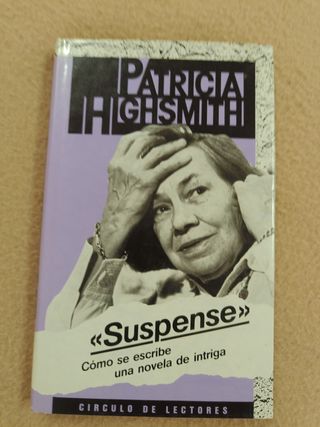 PATRICIA
HIGHSMITH
«Suspense»
Cómo se escribe
una novela de intriga
CIRCULO DE LECTORES